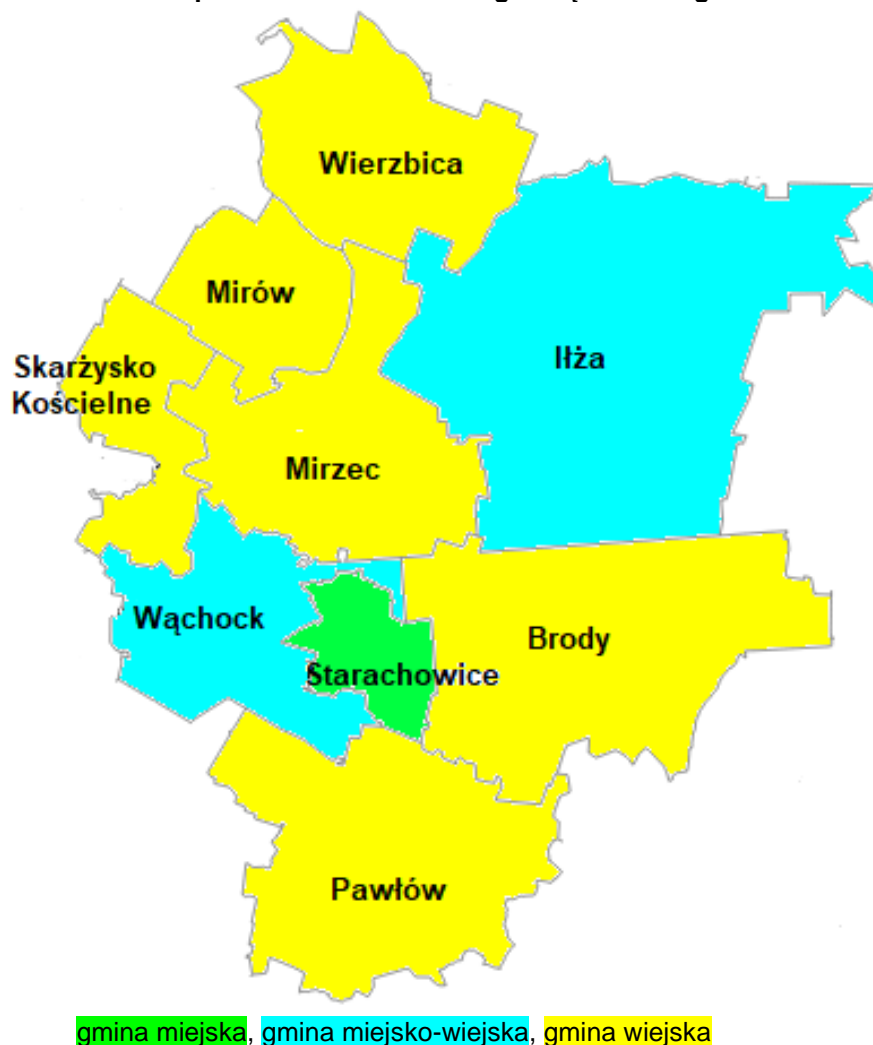 Wierzbica
Mirów
Iłża
Skarżysko
Kościelne
Mirzec
Wąchock
Brody
Starachowice
Pawłów
gmina miejska, gmina miejsko-wiejska, gmina wiejska